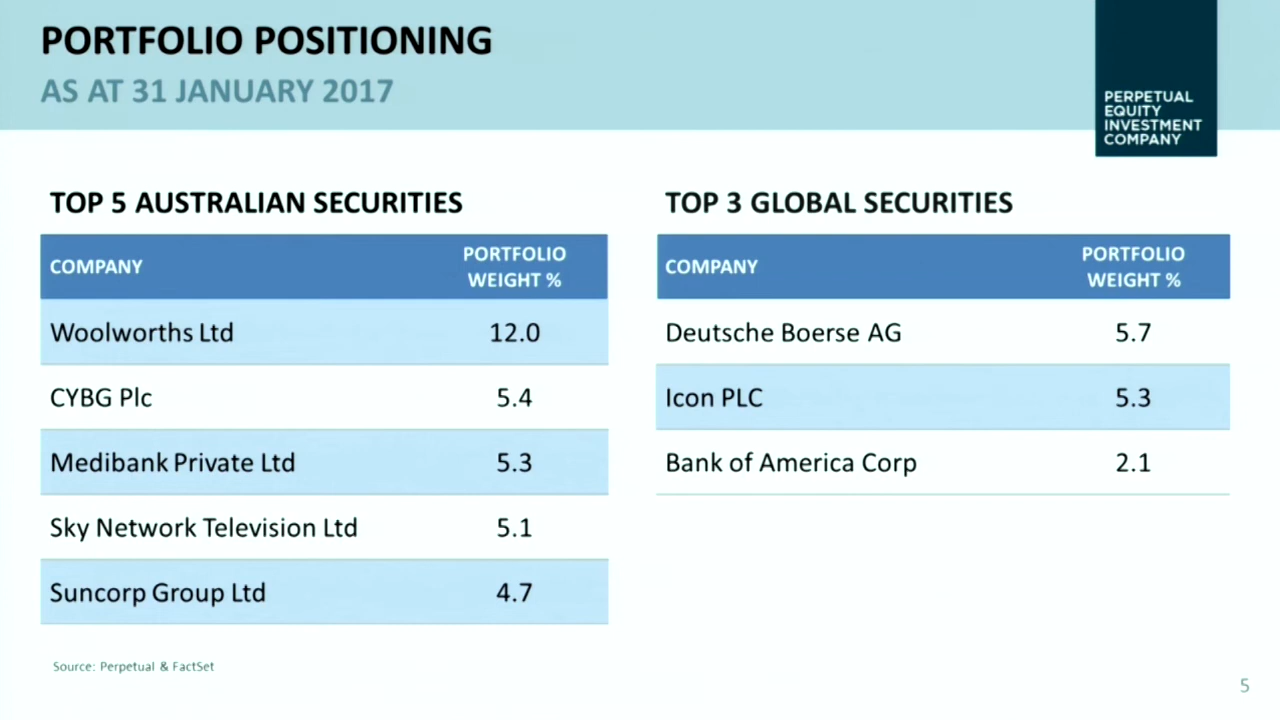 PORTFOLIO POSITIONING
AS AT 31 JANUARY 2017
PERPETUAL
EQUITY
INVESTMENT
COMPANY
TOP 5 AUSTRALIAN SECURITIES
COMPANY PORTFOLIO WEIGHT %
Woolworths Ltd 12.0
CYBG Plc 5.4
Medibank Private Ltd 5.3
Sky Network Television Ltd 5.1
Suncorp Group Ltd 4.7
TOP 3 GLOBAL SECURITIES
COMPANY PORTFOLIO WEIGHT %
Deutsche Boerse AG 5.7
Icon PLC 5.3
Bank of America Corp 2.1
Source: Perpetual & FactSet
5